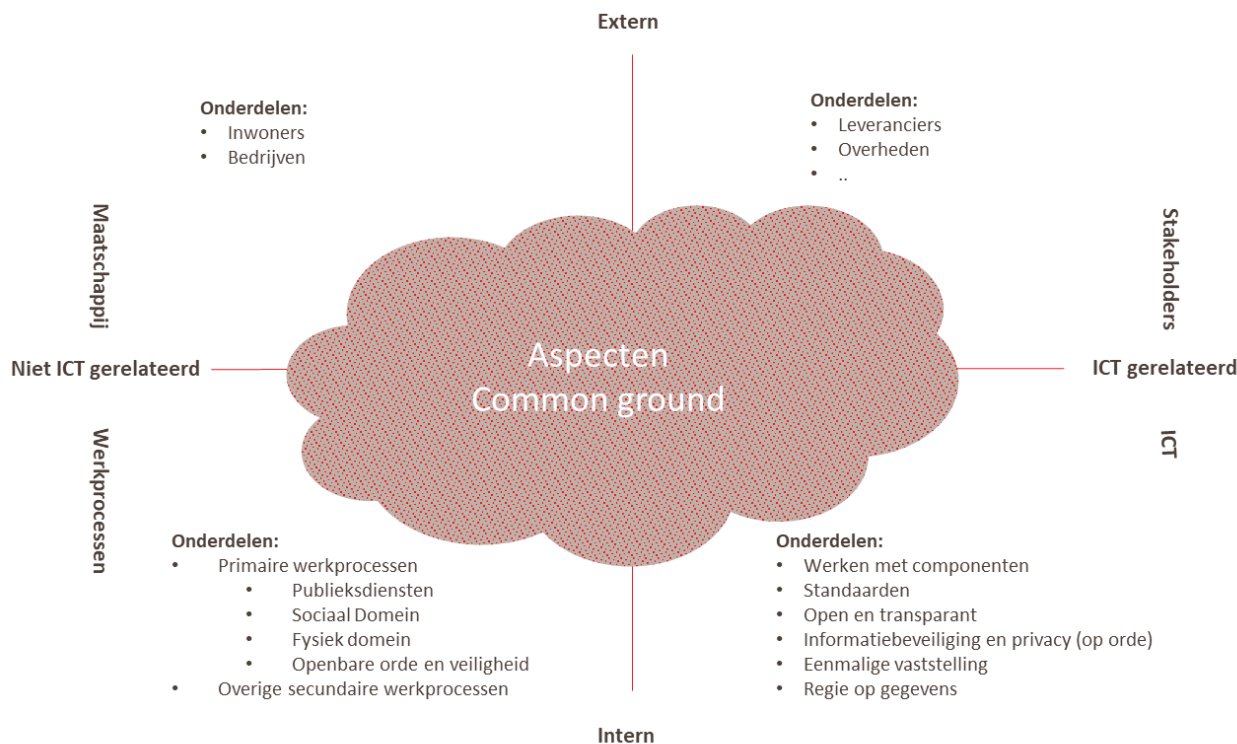 Extern
Onderdelen:
• Inwoners
• Bedrijven
Onderdelen:
• Leveranciers
• Overheden
• ..
Maatschappij
Stakeholders
Aspecten
Common ground
Niet ICT gerelateerd
ICT gerelateerd
Werkprocessen
ICT
Onderdelen:
• Primaire werkprocessen
• Publieksdiensten
• Sociaal Domein
• Fysiek domein
• Openbare orde en veiligheid
• Overige secundaire werkprocessen
Onderdelen:
• Werken met componenten
• Standaarden
• Open en transparant
• Informatiebeveiliging en privacy (op orde)
• Eenmalige vaststelling
• Regie op gegevens
Intern